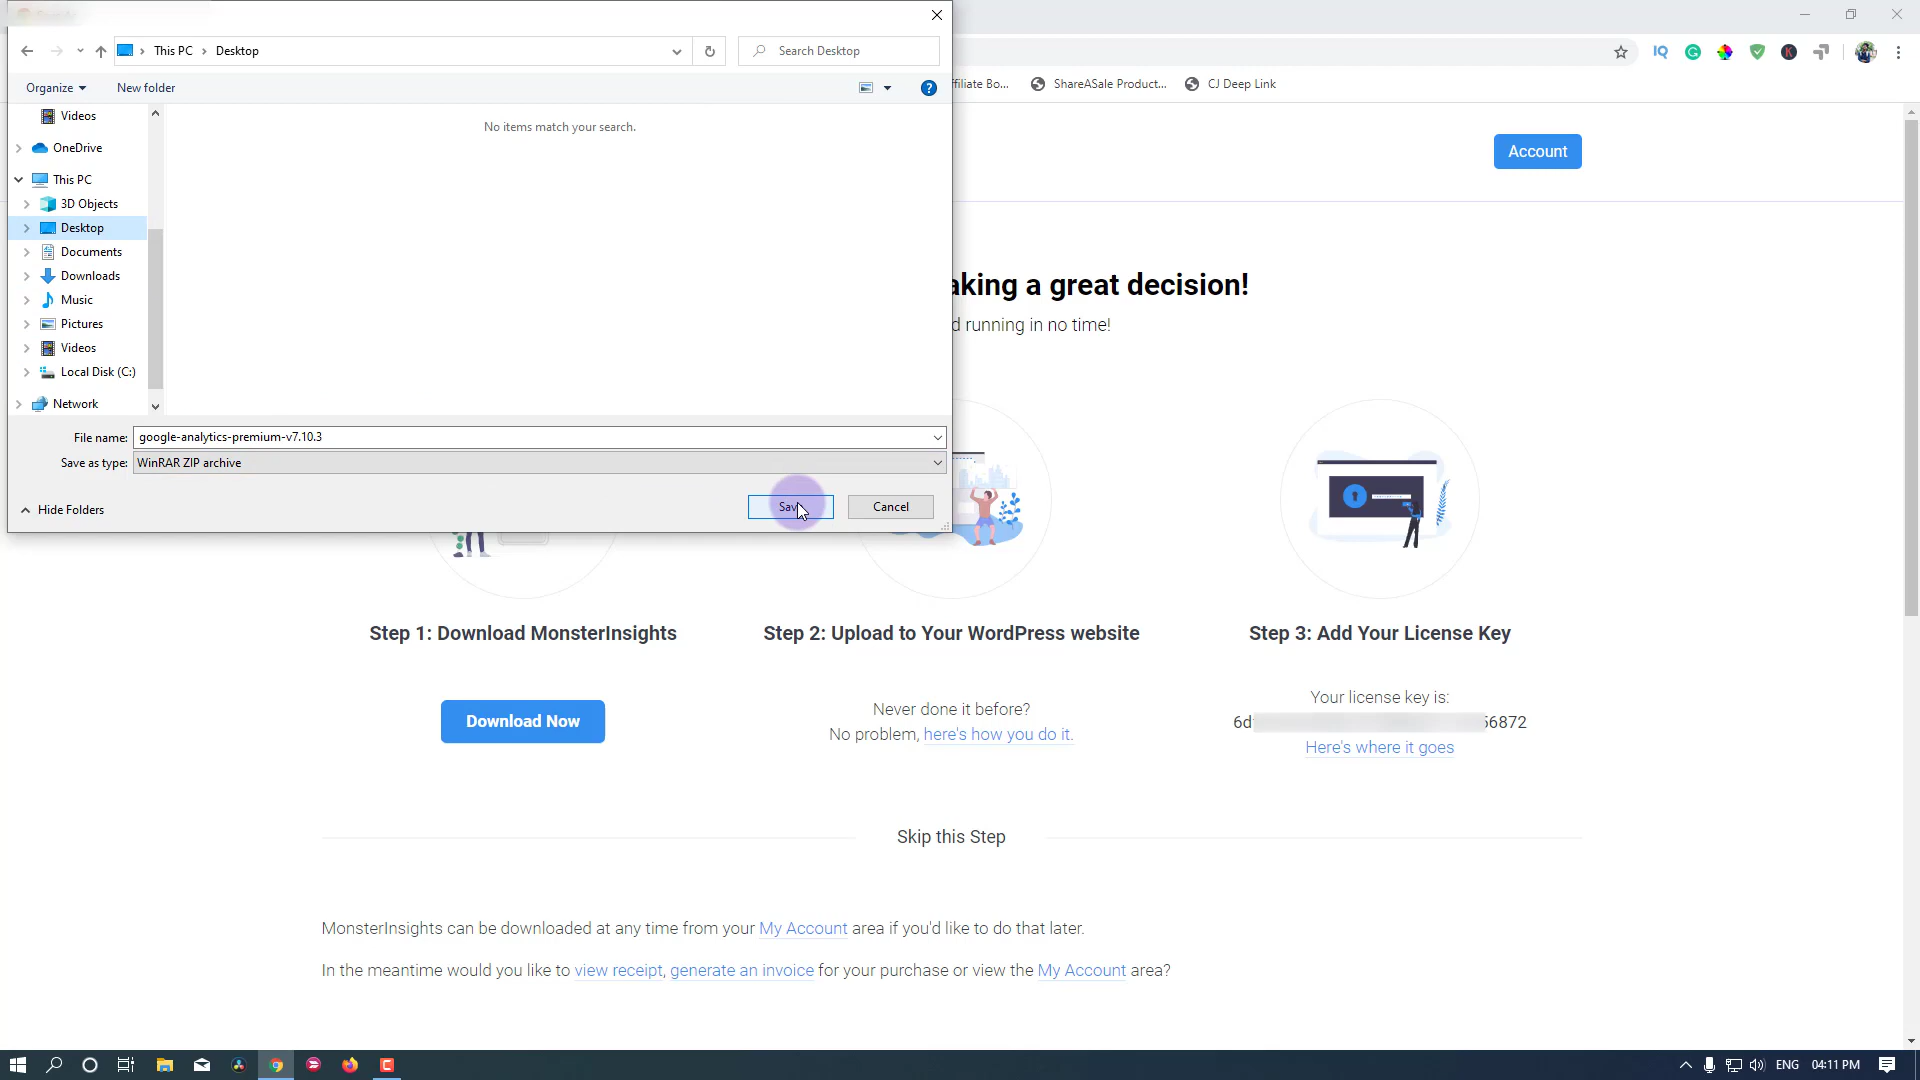 This PC
Desktop
Search Desktop
Organize
New folder
Videos
OneDrive
This PC
3D Objects
Desktop
Documents
Downloads
Music
Pictures
Videos
Local Disk (C:)
Network
No items match your search.
File name: google-analytics-premium-v7.10.3
Save as type: WinRAR ZIP archive
Hide Folders
Save
Cancel
ffiliate Bo...
ShareASale Product...
CJ Deep Link
Account
aking a great decision!
d running in no time!
Step 1: Download MonsterInsights
Download Now
Step 2: Upload to Your WordPress website
Never done it before?
No problem, here's how you do it.
Step 3: Add Your License Key
Your license key is:
6872
Here's where it goes
Skip this Step
MonsterInsights can be downloaded at any time from your My Account area if you'd like to do that later.
In the meantime would you like to view receipt, generate an invoice for your purchase or view the My Account area?
ENG
04:11 PM